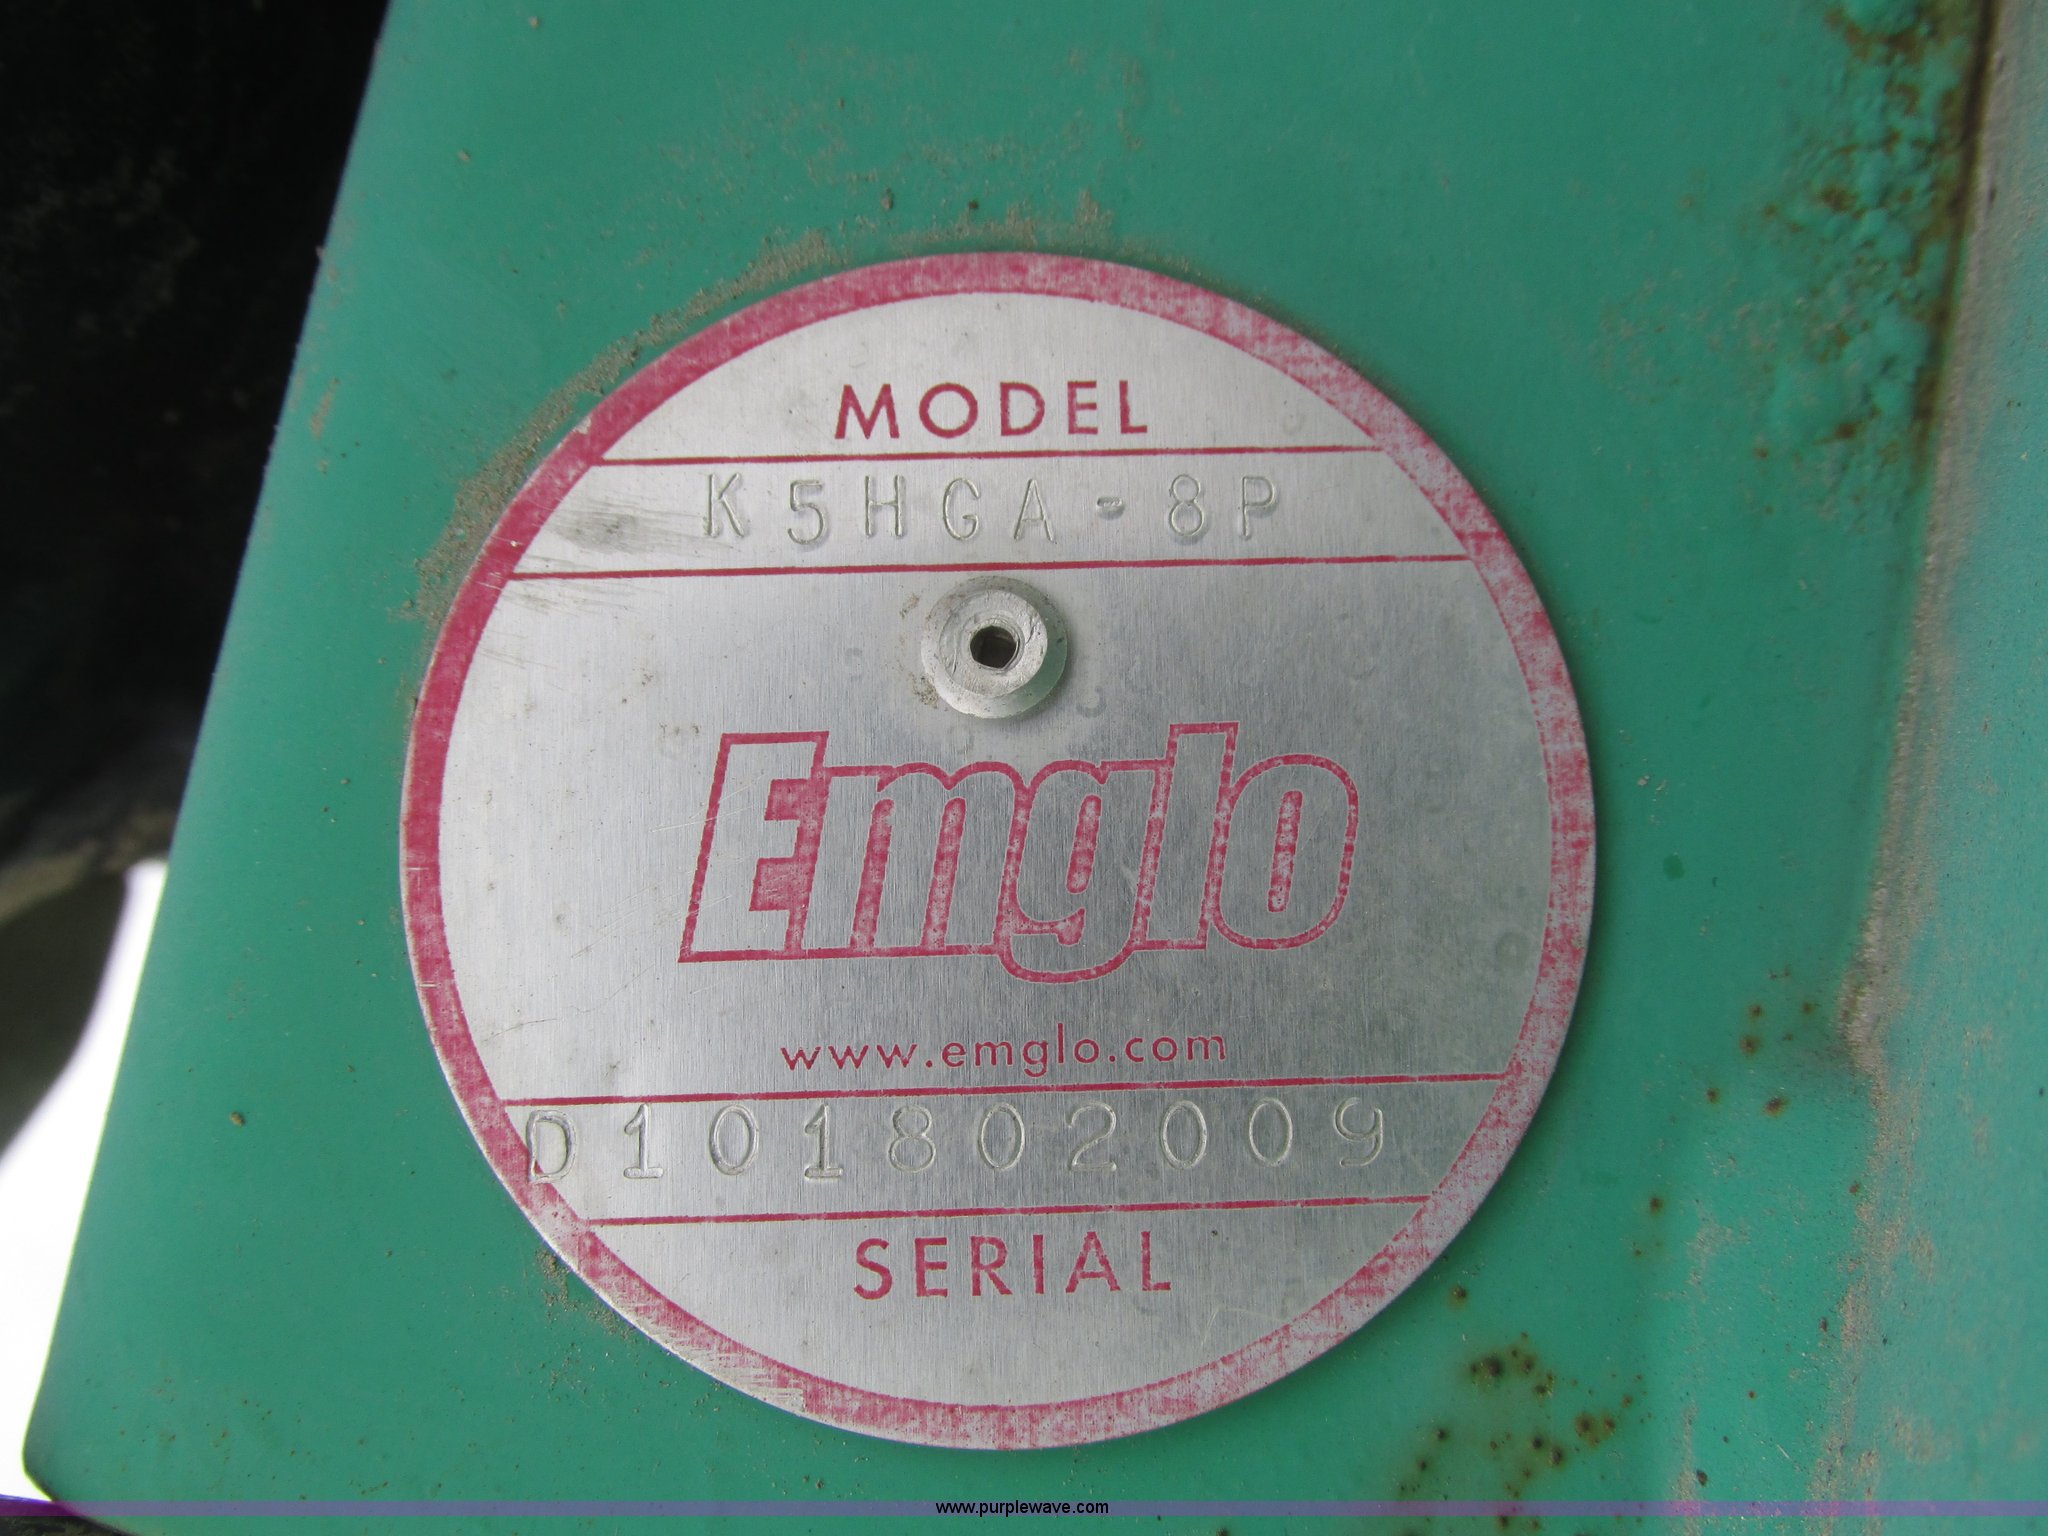 MODEL
K5HGA-8P
Emglo
www.emglo.com
D101802009
SERIAL
www.purplewave.com